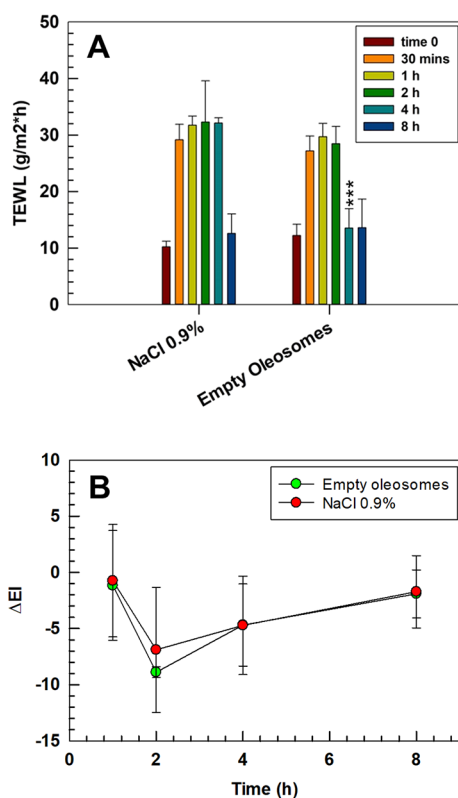 A
time 0
30 mins
1 h
2 h
4 h
8 h
TEWL (g/m2*h)
50
40
30
20
10
0
***
NaCl 0.9%
Empty Oleosomes
B
Empty oleosomes
NaCl 0.9%
ΔEI
10
5
0
-5
-10
-15
0
2
4
6
8
Time (h)